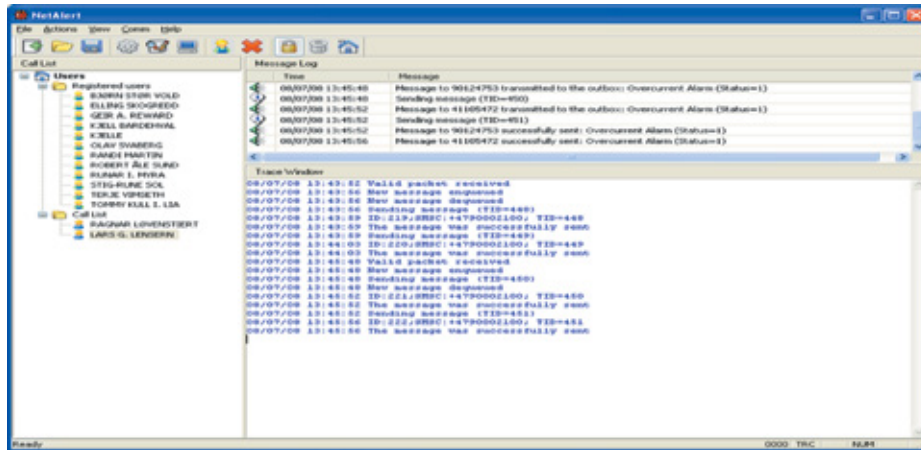 NetAlert
File Actions View Comm Help
Call List
Users
Registered users
BJØRN STØR VOLD
ELLING SKOGREDD
GEIR A. REWARD
KJELL
KJELLE
OLAV SVABERG
RANDI MARTIN
ROBERT ÅLE SUND
RUNAR I. MYRA
STIG-RUNE SOL
TERJE
TOMMY KULL I. LIA
Call List
RAGNAR LØVENSTIERT
LARS G.
Message Log
Time Message
08/07/08 13:45:48 Message to 90124753 transmitted to the outbox: Overcurrent Alarm (Status=1)
08/07/08 13:45:48 Sending message (TID=450)
08/07/08 13:45:52 Message to 41105472 transmitted to the outbox: Overcurrent Alarm (Status=1)
08/07/08 13:45:52 Sending message (TID=451)
08/07/08 13:45:52 Message to 90124753 successfully sent: Overcurrent Alarm (Status=1)
08/07/08 13:45:56 Message to 41105472 successfully sent: Overcurrent Alarm (Status=1)
Trace Window
08/07/08 13:43:52 Valid packet received
08/07/08 13:43:56 New message enqueued
08/07/08 13:43:56 New message dequeued
08/07/08 13:43:56 Sending message (TID=448)
08/07/08 13:43:59 ID:219,SMSC:+4790002100, TID=448
08/07/08 13:43:59 The message was successfully sent
08/07/08 13:43:59 Sending message (TID=449)
08/07/08 13:44:03 ID:220,SMSC:+4790002100, TID=449
08/07/08 13:44:03 The message was successfully sent
08/07/08 13:45:48 Valid packet received
08/07/08 13:45:48 New message enqueued
08/07/08 13:45:48 Sending message (TID=450)
08/07/08 13:45:48 New message dequeued
08/07/08 13:45:52 ID:221,SMSC:+4790002100, TID=450
08/07/08 13:45:52 The message was successfully sent
08/07/08 13:45:52 Sending message (TID=451)
08/07/08 13:45:56 ID:222,SMSC:+4790002100, TID=451
08/07/08 13:45:56 The message was successfully sent
Ready
0000 TRC NUM